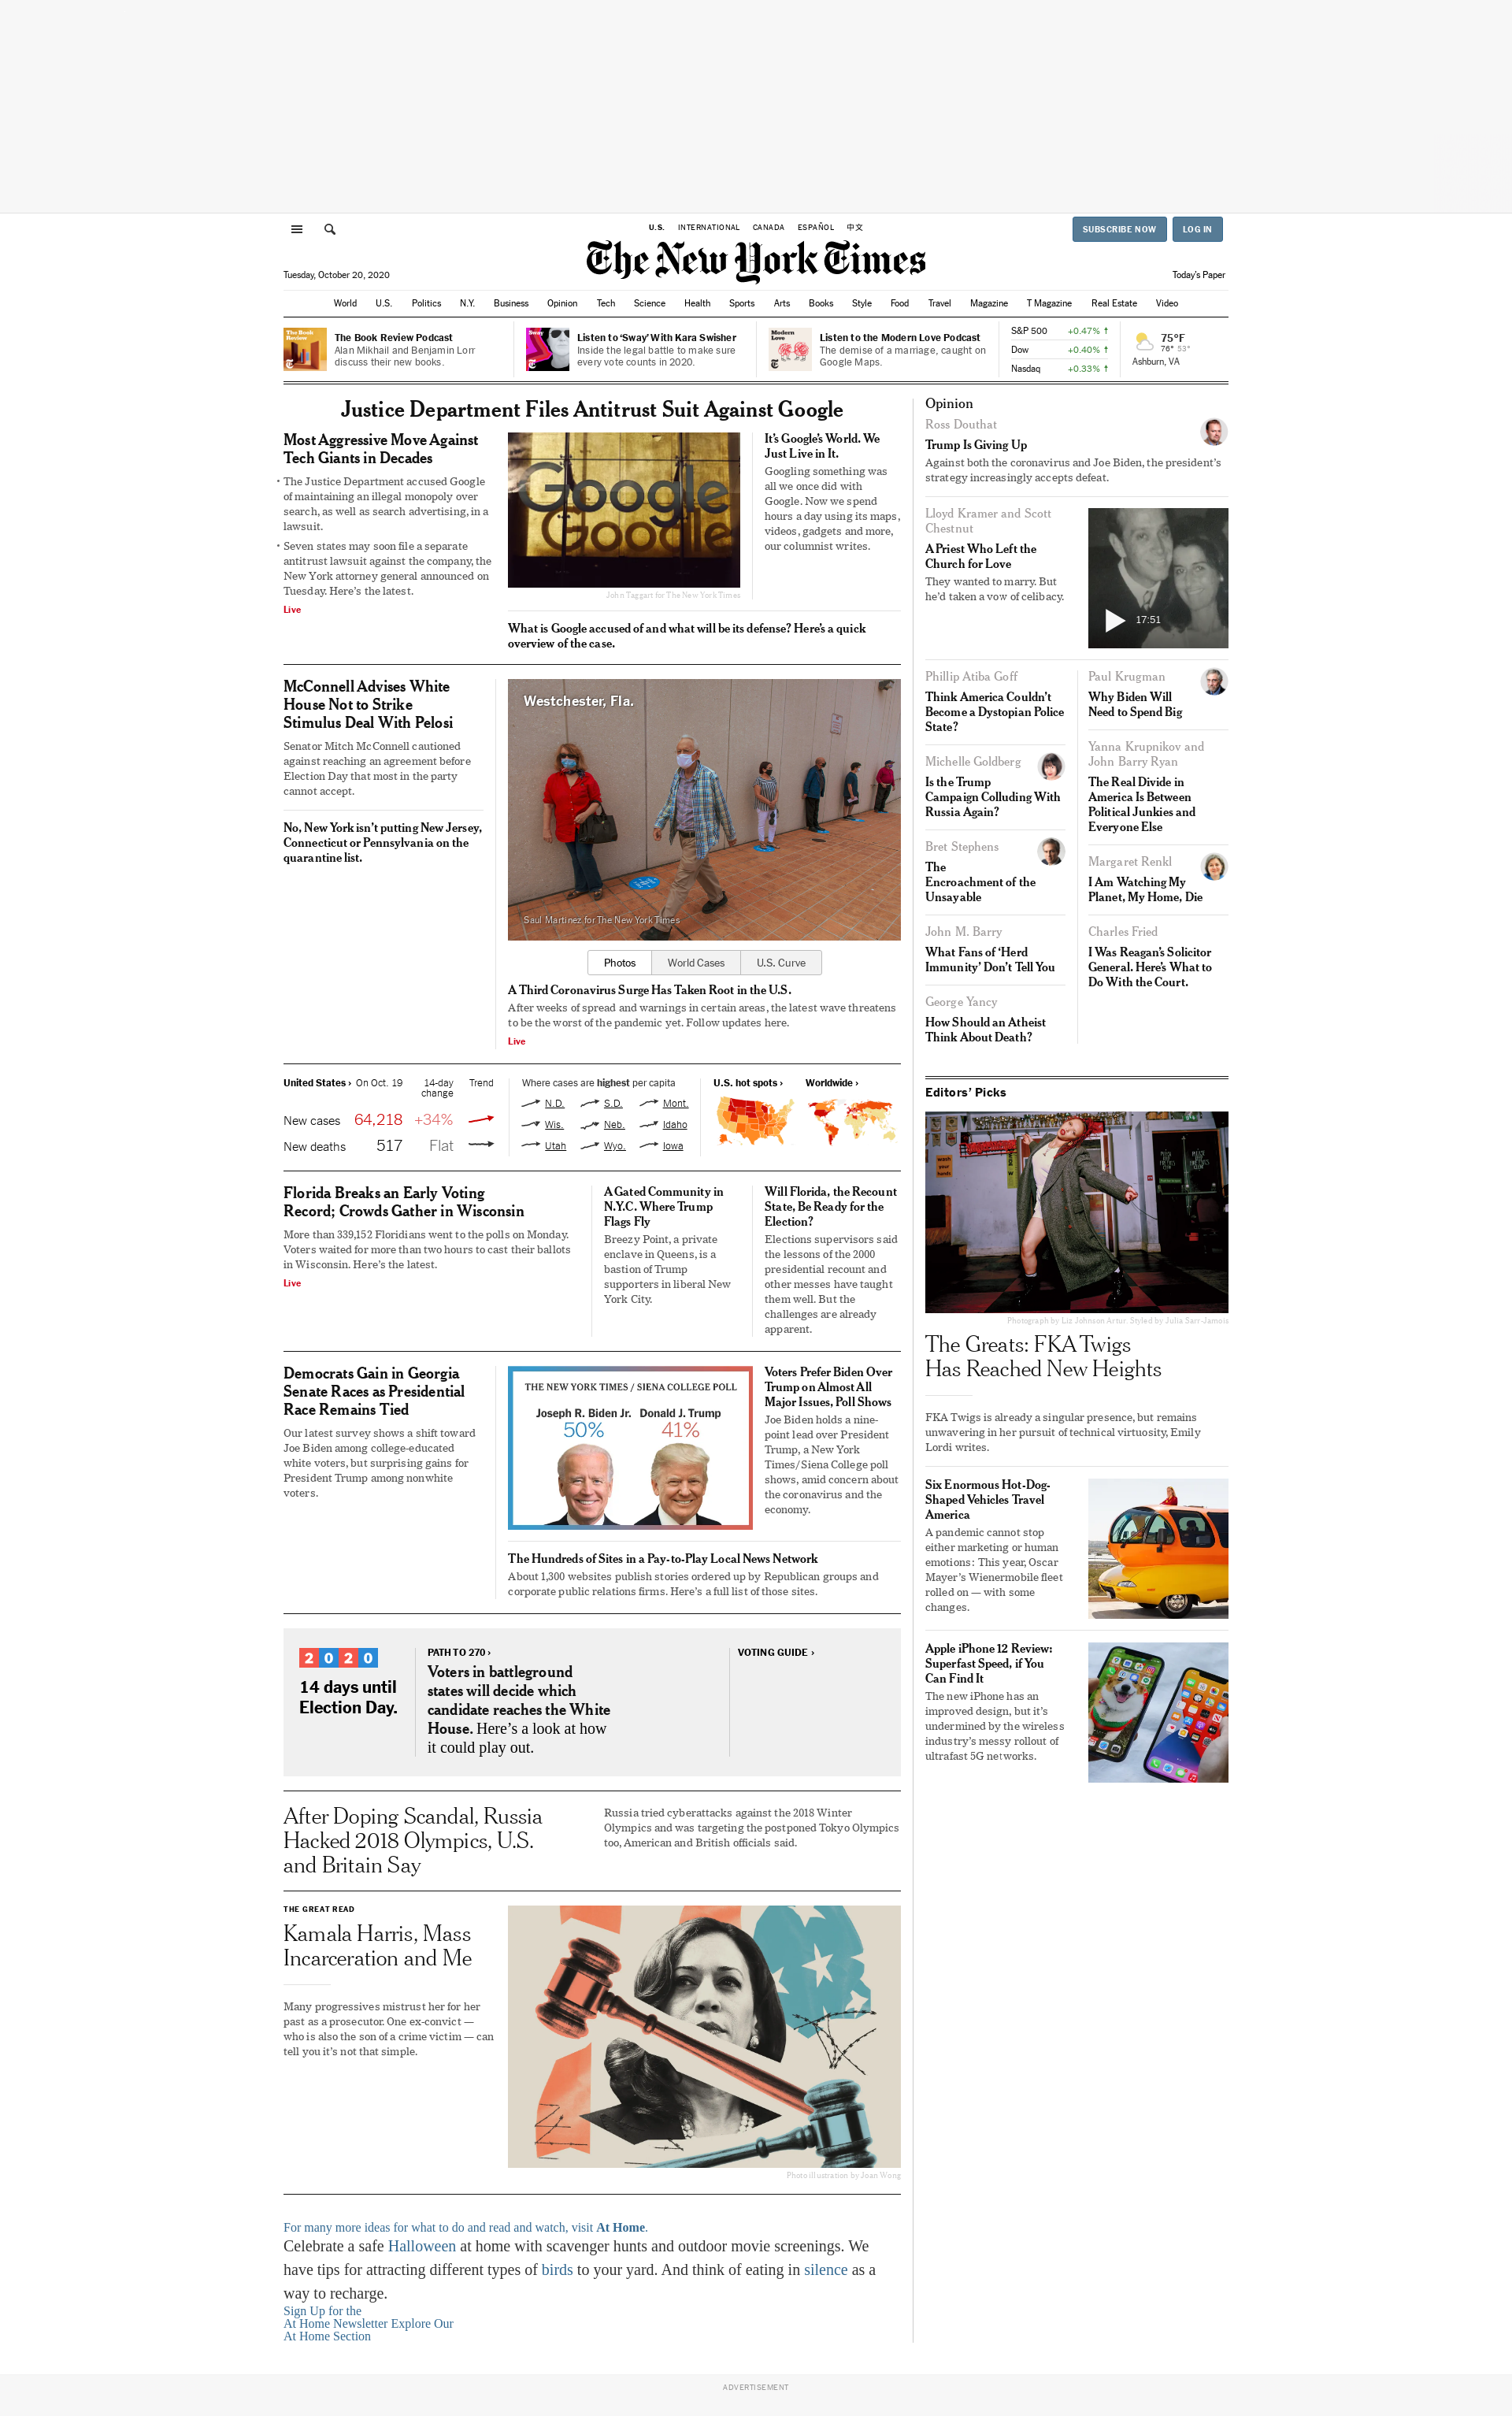 U.S. INTERNATIONAL CANADA ESPAÑOL 中文
SUBSCRIBE NOW LOG IN
The New York Times
Tuesday, October 20, 2020
Today's Paper
World U.S. Politics N.Y. Business Opinion Tech Science Health Sports Arts Books Style Food Travel Magazine T Magazine Real Estate Video
The Book Review
The Book Review Podcast
Alan Mikhail and Benjamin Lorr
discuss their new books.
Sway
Listen to ‘Sway’ With Kara Swisher
Inside the legal battle to make sure
every vote counts in 2020.
Modern Love
Listen to the Modern Love Podcast
The demise of a marriage, caught on
Google Maps.
S&P 500 +0.47% ↑
Dow +0.40% ↑
Nasdaq +0.33% ↑
75°F
76° 53°
Ashburn, VA
Justice Department Files Antitrust Suit Against Google
Most Aggressive Move Against
Tech Giants in Decades
• The Justice Department accused Google
of maintaining an illegal monopoly over
search, as well as search advertising, in a
lawsuit.
• Seven states may soon file a separate
antitrust lawsuit against the company, the
New York attorney general announced on
Tuesday. Here’s the latest.
Live
Google
Google
John Taggart for The New York Times
It’s Google’s World. We
Just Live in It.
Googling something was
all we once did with
Google. Now we spend
hours a day using its maps,
videos, gadgets and more,
our columnist writes.
What is Google accused of and what will be its defense? Here’s a quick
overview of the case.
McConnell Advises White
House Not to Strike
Stimulus Deal With Pelosi
Senator Mitch McConnell cautioned
against reaching an agreement before
Election Day that most in the party
cannot accept.
No, New York isn’t putting New Jersey,
Connecticut or Pennsylvania on the
quarantine list.
Westchester, Fla.
Saul Martinez for The New York Times
Photos World Cases U.S. Curve
A Third Coronavirus Surge Has Taken Root in the U.S.
After weeks of spread and warnings in certain areas, the latest wave threatens
to be the worst of the pandemic yet. Follow updates here.
Live
United States › On Oct. 19 14-day
change Trend
New cases 64,218 +34%
New deaths 517 Flat
Where cases are highest per capita
N.D. S.D. Mont.
Wis. Neb. Idaho
Utah Wyo. Iowa
U.S. hot spots › Worldwide ›
Florida Breaks an Early Voting
Record; Crowds Gather in Wisconsin
More than 339,152 Floridians went to the polls on Monday.
Voters waited for more than two hours to cast their ballots
in Wisconsin. Here’s the latest.
Live
A Gated Community in
N.Y.C. Where Trump
Flags Fly
Breezy Point, a private
enclave in Queens, is a
bastion of Trump
supporters in liberal New
York City.
Will Florida, the Recount
State, Be Ready for the
Election?
Elections supervisors said
the lessons of the 2000
presidential recount and
other messes have taught
them well. But the
challenges are already
apparent.
Democrats Gain in Georgia
Senate Races as Presidential
Race Remains Tied
Our latest survey shows a shift toward
Joe Biden among college-educated
white voters, but surprising gains for
President Trump among nonwhite
voters.
THE NEW YORK TIMES / SIENA COLLEGE POLL
Joseph R. Biden Jr. Donald J. Trump
50% 41%
Voters Prefer Biden Over
Trump on Almost All
Major Issues, Poll Shows
Joe Biden holds a nine-
point lead over President
Trump, a New York
Times/Siena College poll
shows, amid concern about
the coronavirus and the
economy.
The Hundreds of Sites in a Pay-to-Play Local News Network
About 1,300 websites publish stories ordered up by Republican groups and
corporate public relations firms. Here’s a full list of those sites.
2020
14 days until
Election Day.
PATH TO 270 ›
Voters in battleground
states will decide which
candidate reaches the White
House. Here’s a look at how
it could play out.
VOTING GUIDE ›
After Doping Scandal, Russia
Hacked 2018 Olympics, U.S.
and Britain Say
Russia tried cyberattacks against the 2018 Winter
Olympics and was targeting the postponed Tokyo Olympics
too, American and British officials said.
THE GREAT READ
Kamala Harris, Mass
Incarceration and Me
Many progressives mistrust her for her
past as a prosecutor. One ex-convict —
who is also the son of a crime victim — can
tell you it’s not that simple.
Photo illustration by Joan Wong
For many more ideas for what to do and read and watch, visit At Home.
Celebrate a safe Halloween at home with scavenger hunts and outdoor movie screenings. We
have tips for attracting different types of birds to your yard. And think of eating in silence as a
way to recharge.
Sign Up for the
At Home Newsletter Explore Our
At Home Section
Opinion
Ross Douthat
Trump Is Giving Up
Against both the coronavirus and Joe Biden, the president’s
strategy increasingly accepts defeat.
Lloyd Kramer and Scott
Chestnut
A Priest Who Left the
Church for Love
They wanted to marry. But
he’d taken a vow of celibacy.
17:51
Phillip Atiba Goff
Think America Couldn’t
Become a Dystopian Police
State?
Michelle Goldberg
Is the Trump
Campaign Colluding With
Russia Again?
Bret Stephens
The
Encroachment of the
Unsayable
John M. Barry
What Fans of ‘Herd
Immunity’ Don’t Tell You
George Yancy
How Should an Atheist
Think About Death?
Paul Krugman
Why Biden Will
Need to Spend Big
Yanna Krupnikov and
John Barry Ryan
The Real Divide in
America Is Between
Political Junkies and
Everyone Else
Margaret Renkl
I Am Watching My
Planet, My Home, Die
Charles Fried
I Was Reagan’s Solicitor
General. Here’s What to
Do With the Court.
Editors’ Picks
Photograph by Liz Johnson Artur. Styled by Julia Sarr-Jamois
The Greats: FKA Twigs
Has Reached New Heights
FKA Twigs is already a singular presence, but remains
unwavering in her pursuit of technical virtuosity, Emily
Lordi writes.
Six Enormous Hot-Dog-
Shaped Vehicles Travel
America
A pandemic cannot stop
either marketing or human
emotions: This year, Oscar
Mayer’s Wienermobile fleet
rolled on — with some
changes.
Apple iPhone 12 Review:
Superfast Speed, if You
Can Find It
The new iPhone has an
improved design, but it’s
undermined by the wireless
industry’s messy rollout of
ultrafast 5G networks.
ADVERTISEMENT